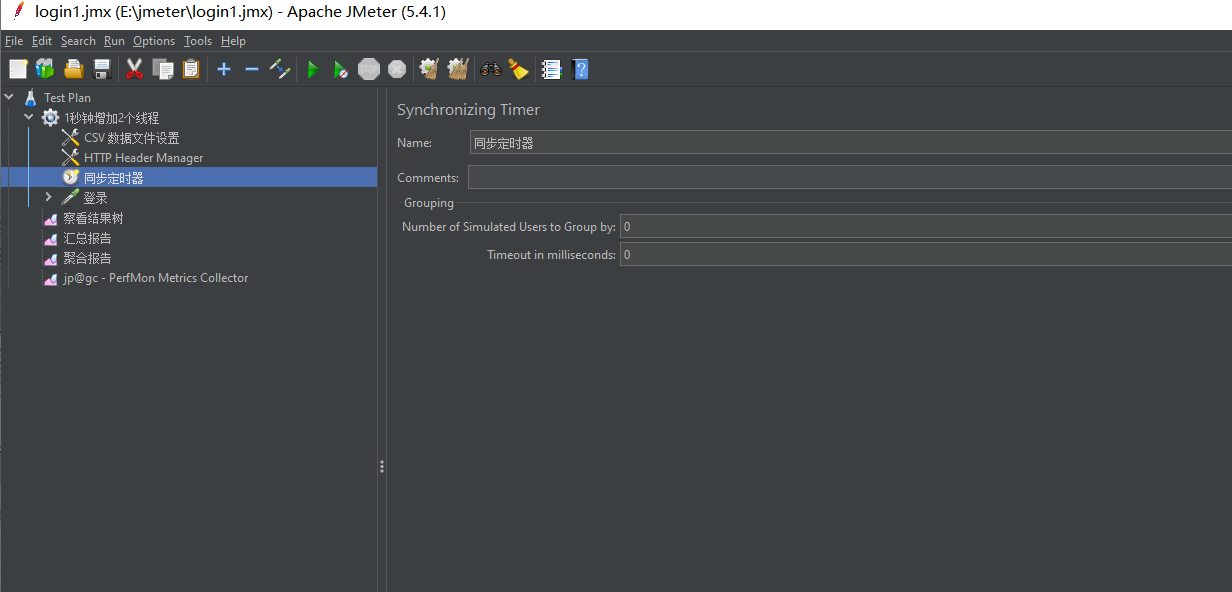 login1.jmx (E:\jmeter\login1.jmx) - Apache JMeter (5.4.1)
File Edit Search Run Options Tools Help
STOP
Test Plan
1秒钟增加2个线程
CSV 数据文件设置
HTTP Header Manager
同步定时器
登录
察看结果树
汇总报告
聚合报告
jp@gc - PerfMon Metrics Collector
Synchronizing Timer
Name: 同步定时器
Comments:
Grouping
Number of Simulated Users to Group by: 0
Timeout in milliseconds: 0